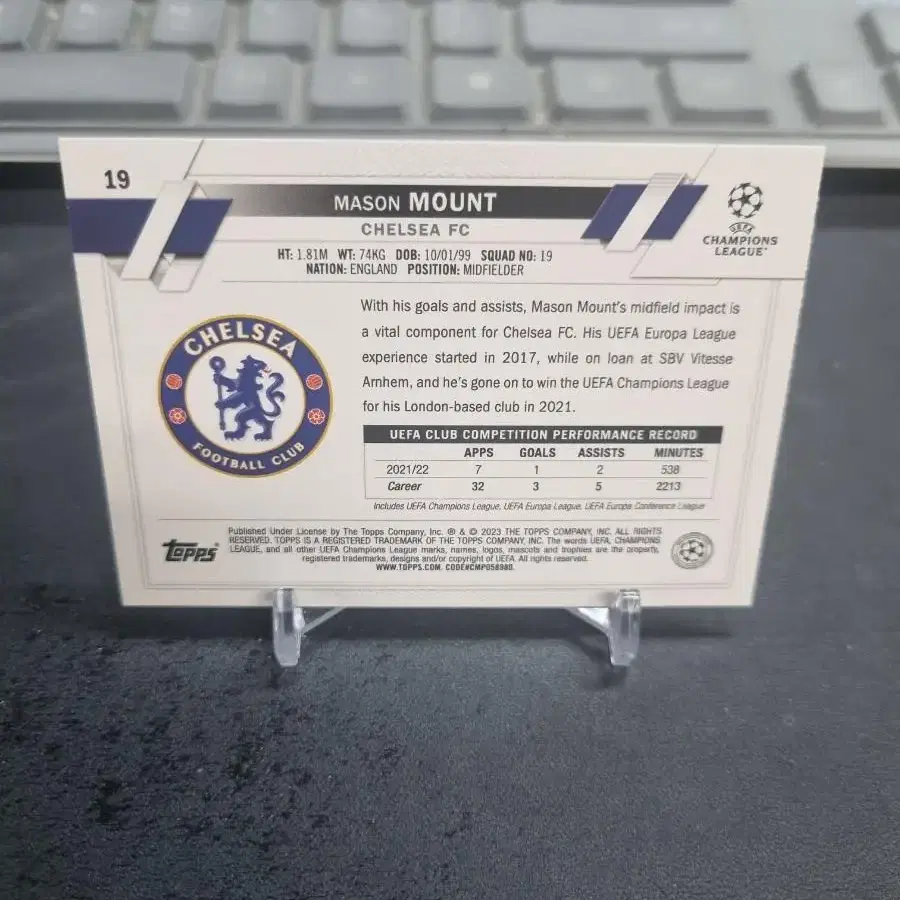 19
MASON MOUNT
CHELSEA FC
UEFA
CHAMPIONS
LEAGUE
HT: 1.81M WT: 74KG DOB: 10/01/99 SQUAD NO: 19
NATION: ENGLAND POSITION: MIDFIELDER
CHELSEA
FOOTBALL CLUB
With his goals and assists, Mason Mount's midfield impact is
a vital component for Chelsea FC. His UEFA Europa League
experience started in 2017, while on loan at SBV Vitesse
Arnhem, and he's gone on to win the UEFA Champions League
for his London-based club in 2021.
UEFA CLUB COMPETITION PERFORMANCE RECORD
APPS GOALS ASSISTS MINUTES
2021/22 7 1 2 538
Career 32 3 5 2213
Includes UEFA Champions League, UEFA Europa League, UEFA Europa Conference League
topps
Published Under License by The Topps Company, Inc. ® & © 2023 THE TOPPS COMPANY, INC. ALL RIGHTS
RESERVED. TOPPS IS A REGISTERED TRADEMARK OF THE TOPPS COMPANY, INC. The words UEFA, CHAMPIONS
LEAGUE, and all other UEFA Champions League marks, names, logos, mascots and trophies are the property,
registered trademarks, designs and/or copyright of UEFA. All rights reserved.
WWW.TOPPS.COM. CODE#CMP058980.